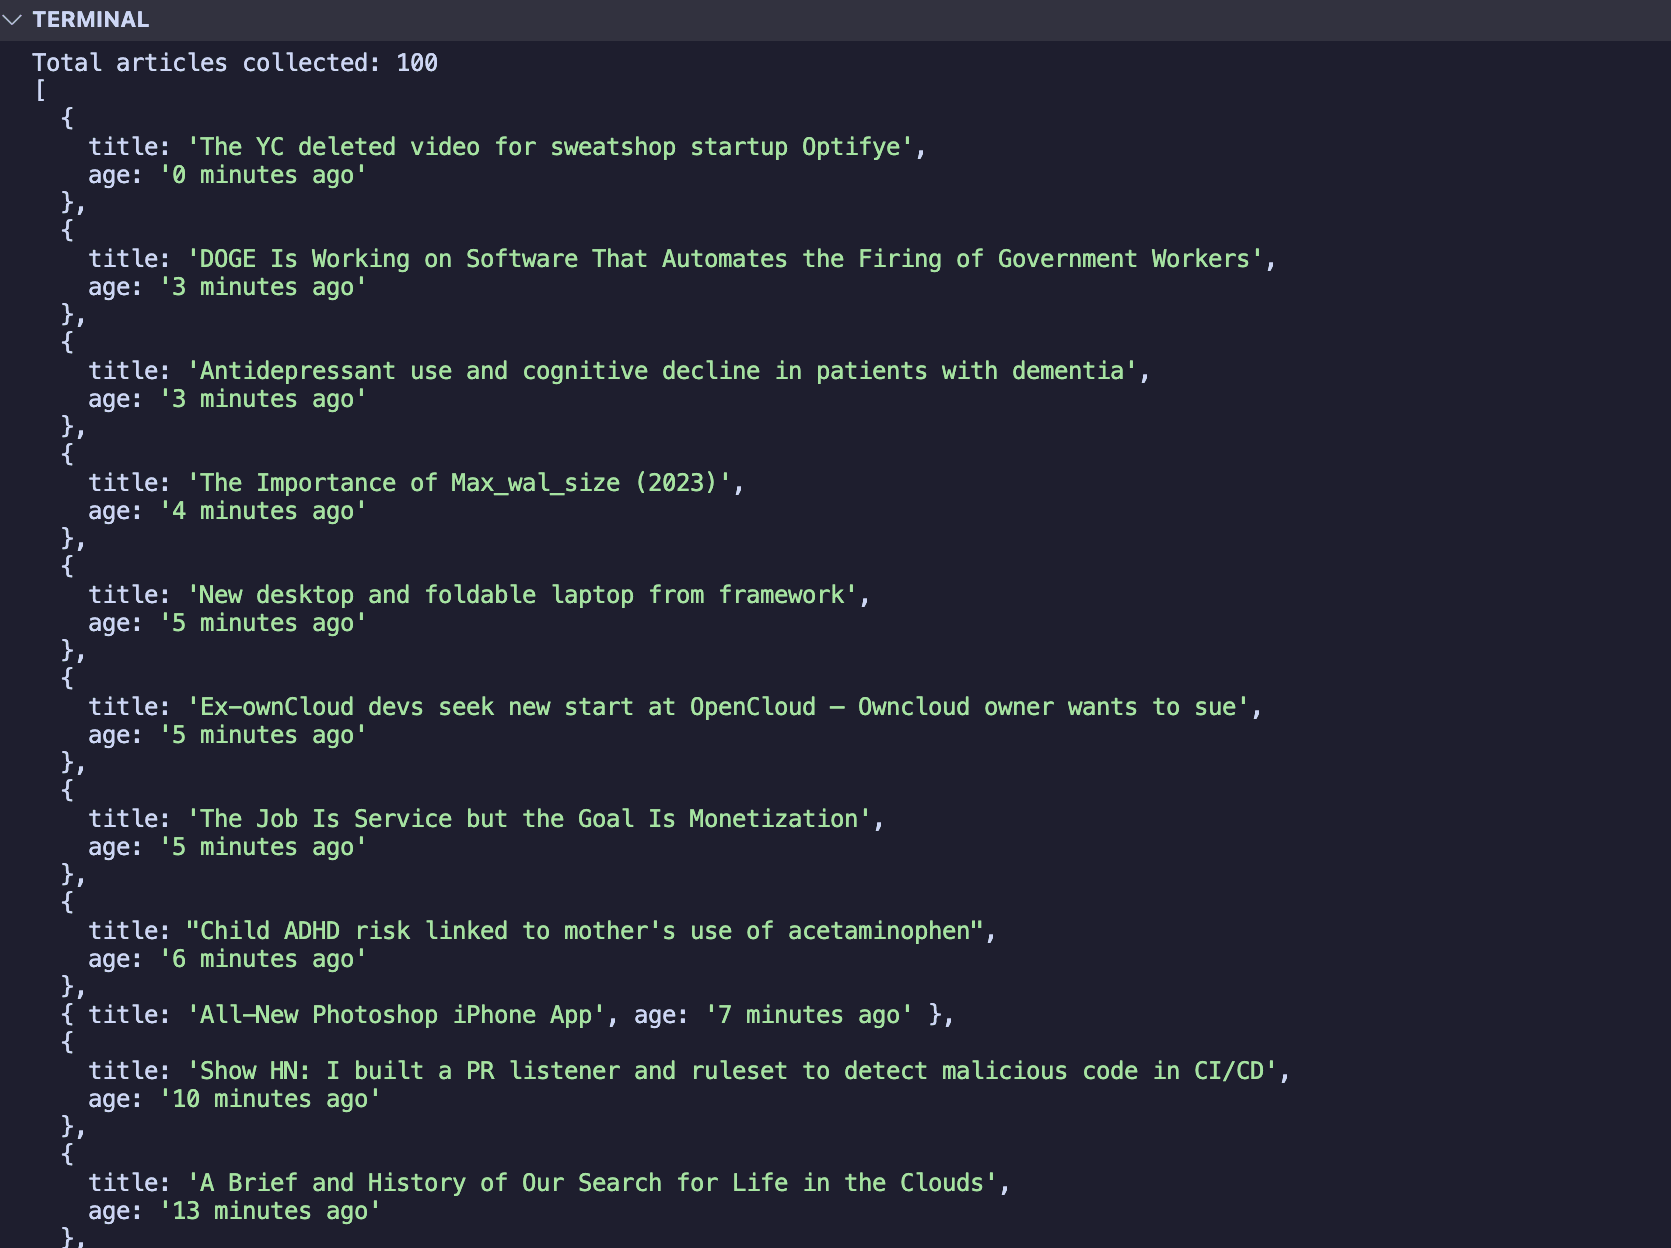 TERMINAL
Total articles collected: 100
[
  {
    title: 'The YC deleted video for sweatshop startup Optifye',
    age: '0 minutes ago'
  },
  {
    title: 'DOGE Is Working on Software That Automates the Firing of Government Workers',
    age: '3 minutes ago'
  },
  {
    title: 'Antidepressant use and cognitive decline in patients with dementia',
    age: '3 minutes ago'
  },
  {
    title: 'The Importance of Max_wal_size (2023)',
    age: '4 minutes ago'
  },
  {
    title: 'New desktop and foldable laptop from framework',
    age: '5 minutes ago'
  },
  {
    title: 'Ex-ownCloud devs seek new start at OpenCloud – Owncloud owner wants to sue',
    age: '5 minutes ago'
  },
  {
    title: 'The Job Is Service but the Goal Is Monetization',
    age: '5 minutes ago'
  },
  {
    title: "Child ADHD risk linked to mother's use of acetaminophen",
    age: '6 minutes ago'
  },
  { title: 'All-New Photoshop iPhone App', age: '7 minutes ago' },
  {
    title: 'Show HN: I built a PR listener and ruleset to detect malicious code in CI/CD',
    age: '10 minutes ago'
  },
  {
    title: 'A Brief and History of Our Search for Life in the Clouds',
    age: '13 minutes ago'
  },